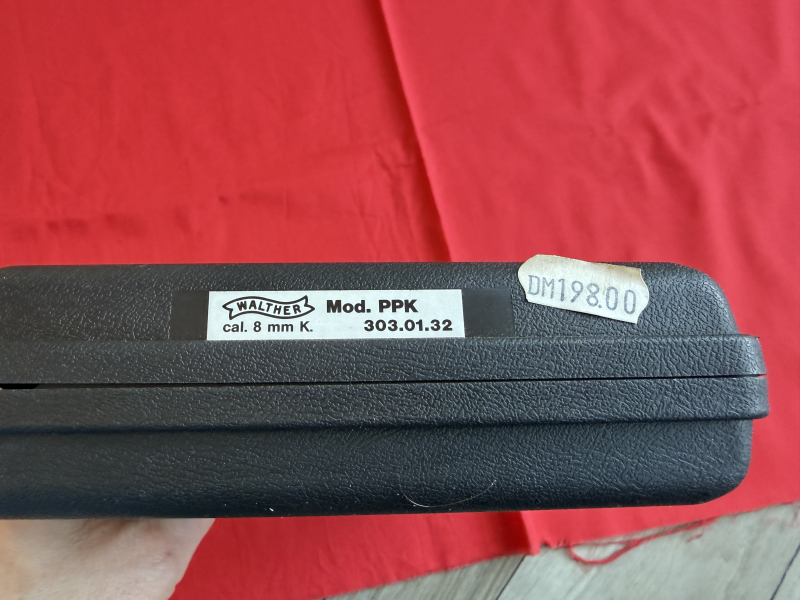 WALTHER Mod. PPK
cal. 8 mm K. 303.01.32
DM198.00